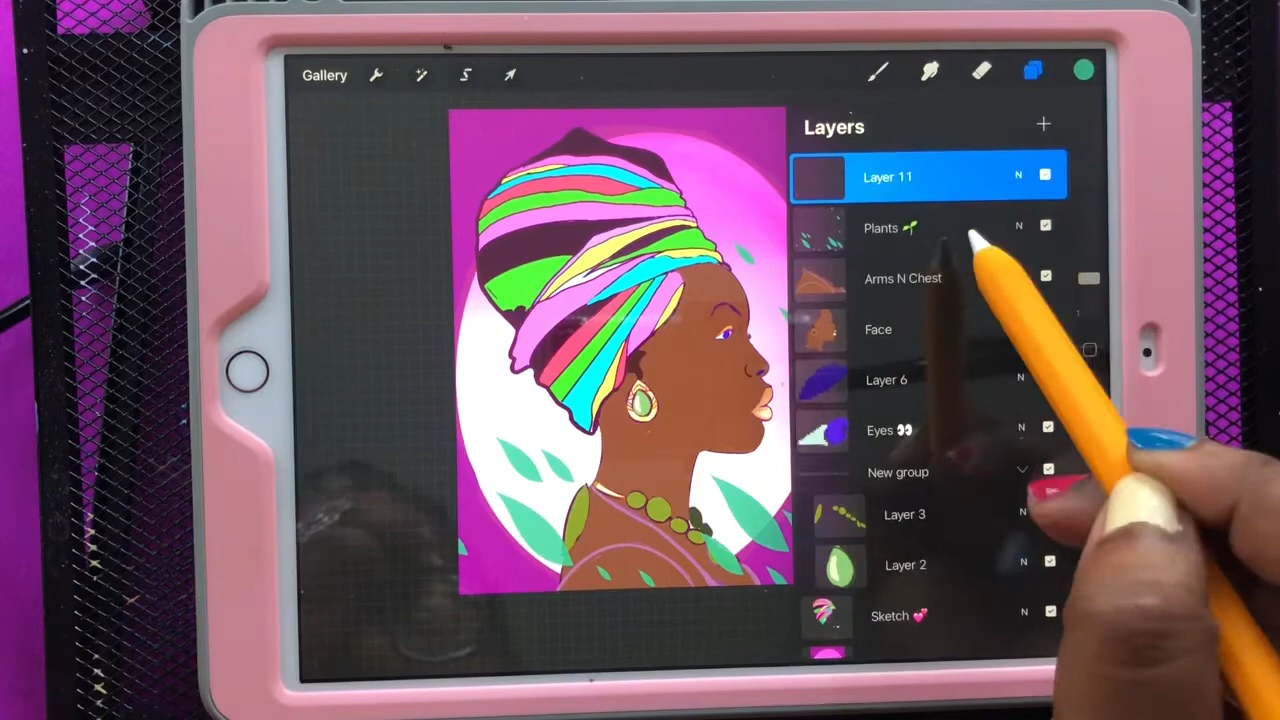 Gallery
Layers
Layer 11 N
Plants 🌱 N
Arms N Chest
Face
Layer 6 N
Eyes 👀 N
New group
Layer 3 N
Layer 2 N
Sketch 💕 N